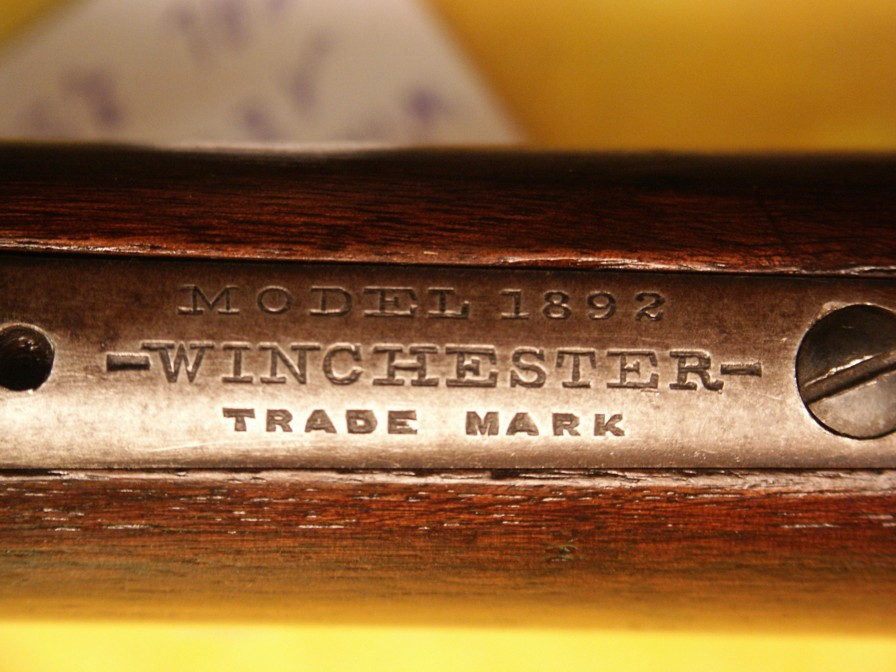 MODEL 1892
-WINCHESTER-
TRADE MARK